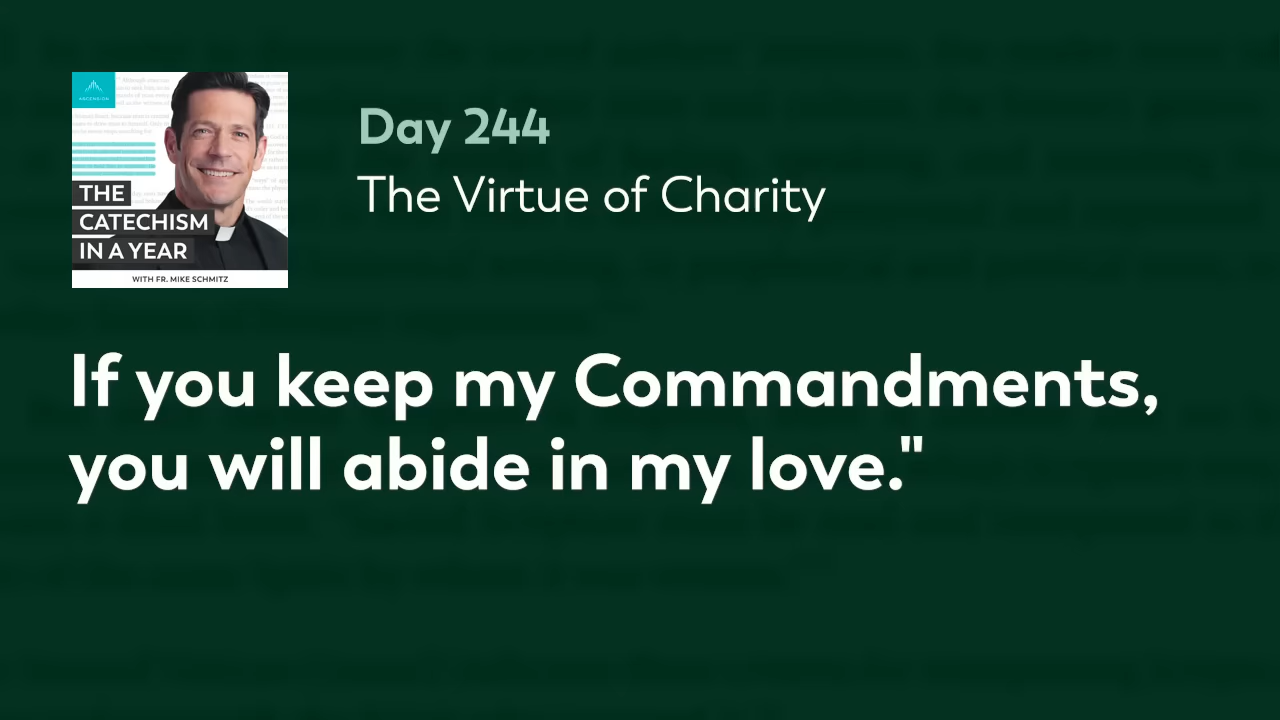 ASCENSION
THE
CATECHISM
IN A YEAR
WITH FR. MIKE SCHMITZ
Day 244
The Virtue of Charity
If you keep my Commandments,
you will abide in my love."